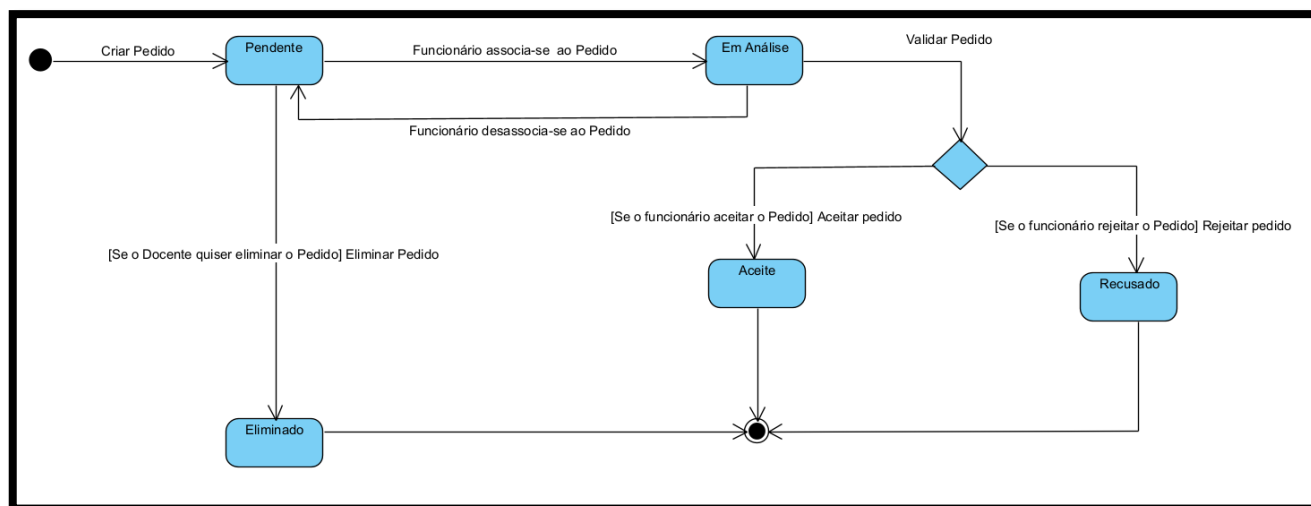 Criar Pedido
Pendente
Funcionário associa-se ao Pedido
Em Análise
Validar Pedido
Funcionário desassocia-se ao Pedido
[Se o funcionário aceitar o Pedido] Aceitar pedido
[Se o funcionário rejeitar o Pedido] Rejeitar pedido
[Se o Docente quiser eliminar o Pedido] Eliminar Pedido
Aceite
Recusado
Eliminado